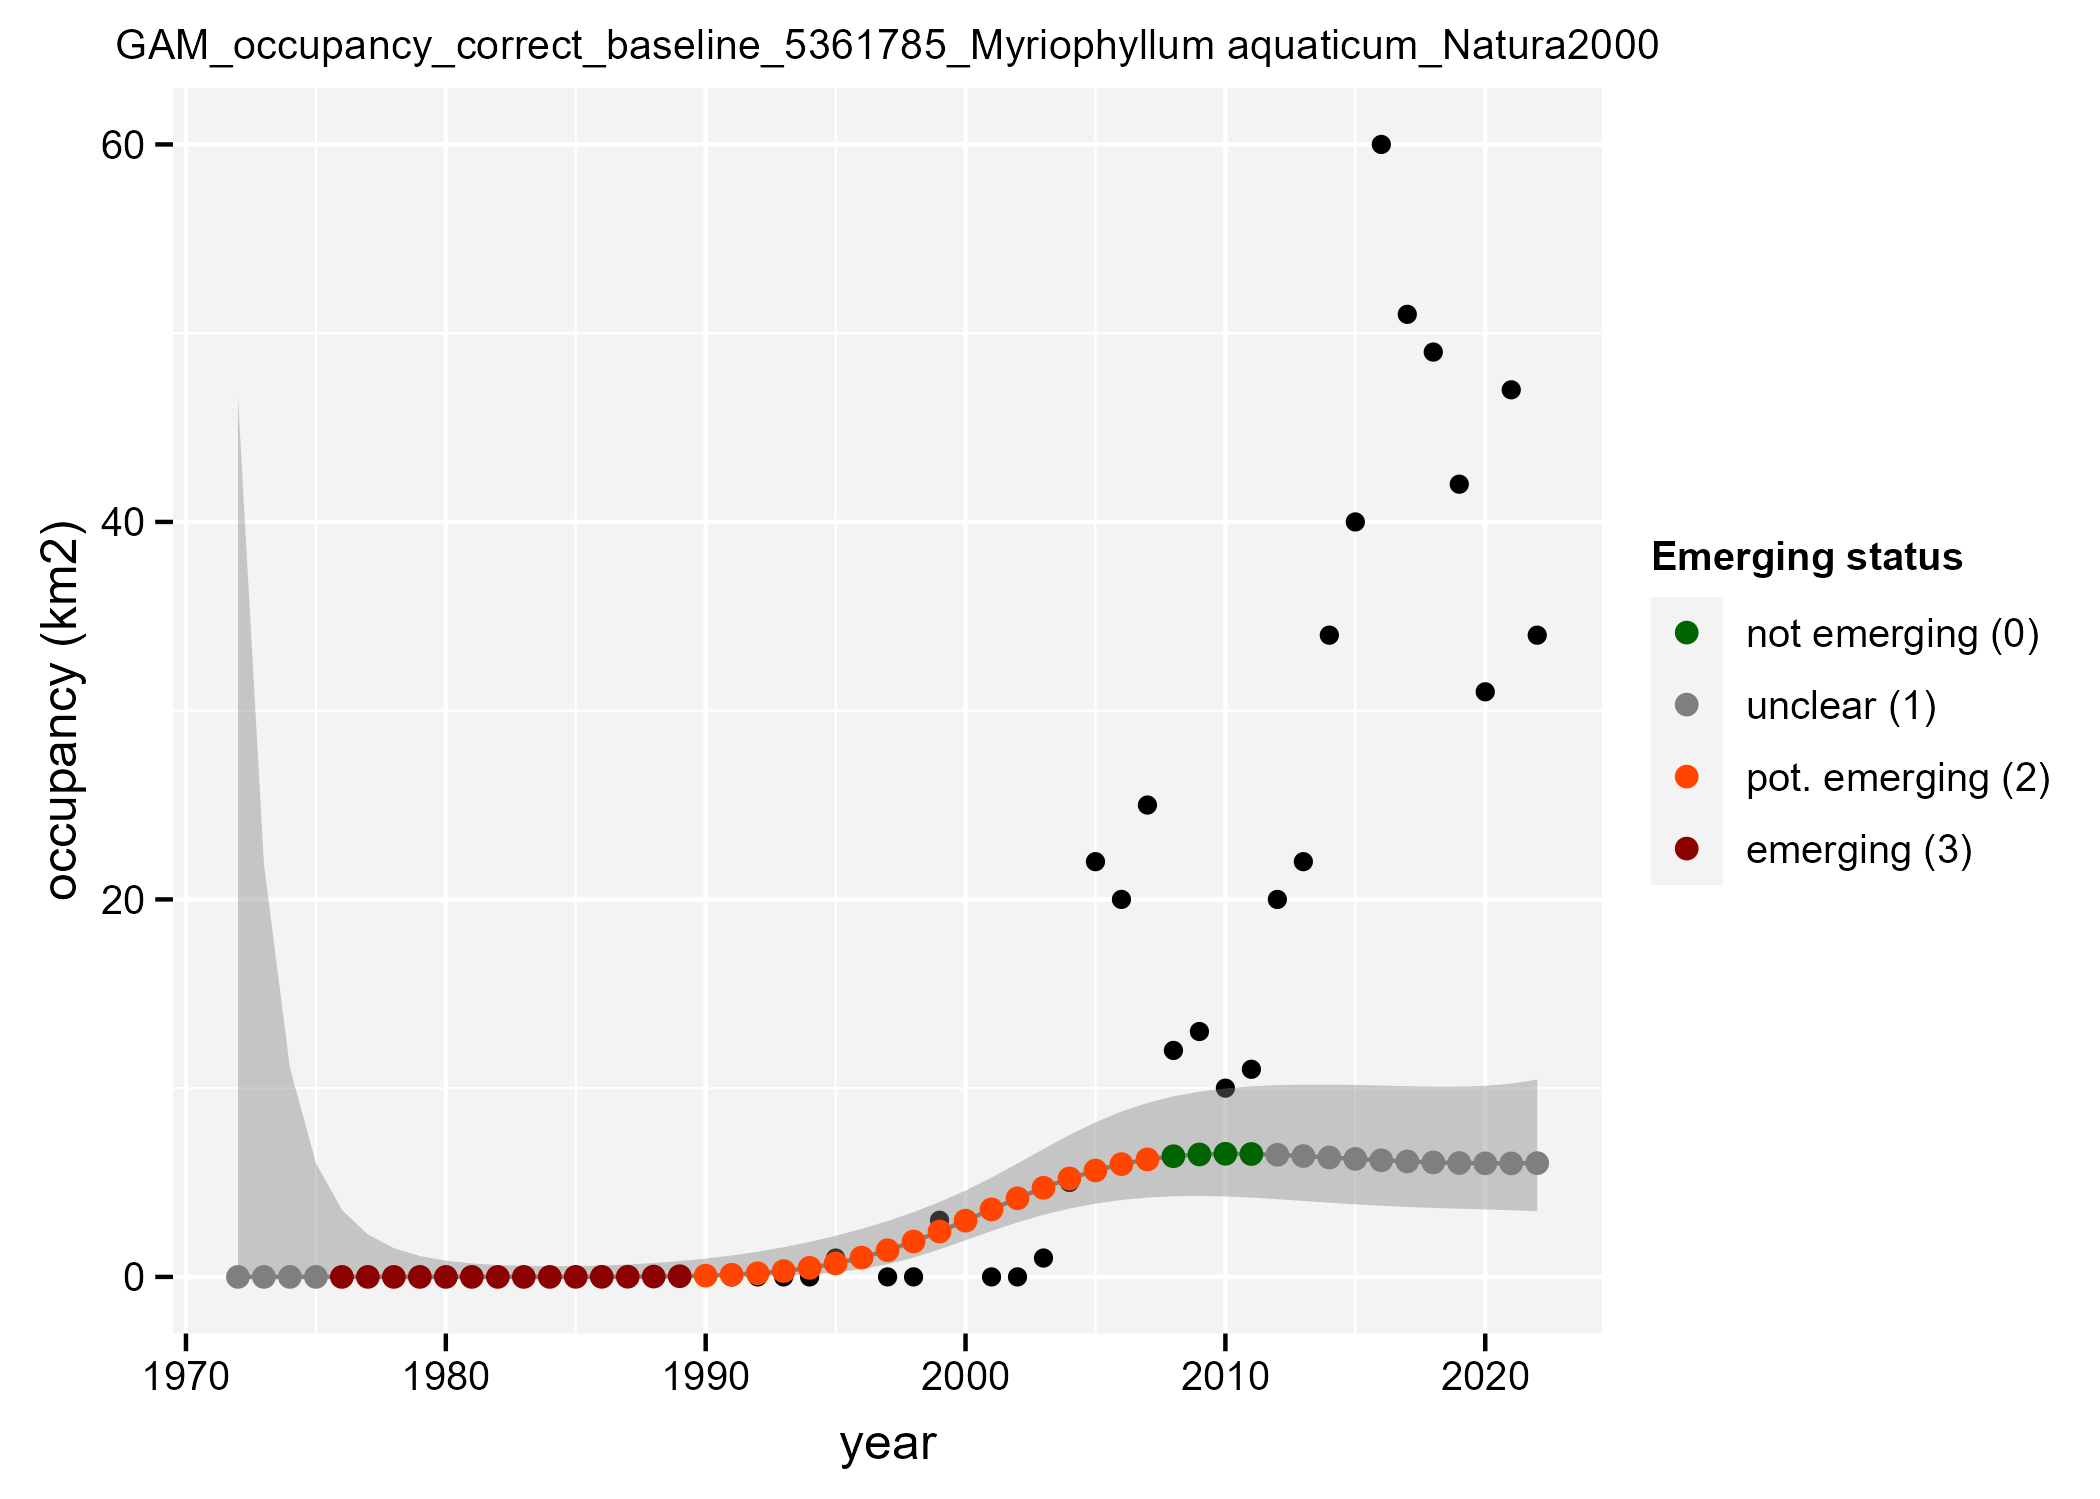 GAM_occupancy_correct_baseline_5361785_Myriophyllum aquaticum_Natura2000
60
40
20
0
occupancy (km2)
1970
1980
1990
2000
2010
2020
year
Emerging status
not emerging (0)
unclear (1)
pot. emerging (2)
emerging (3)